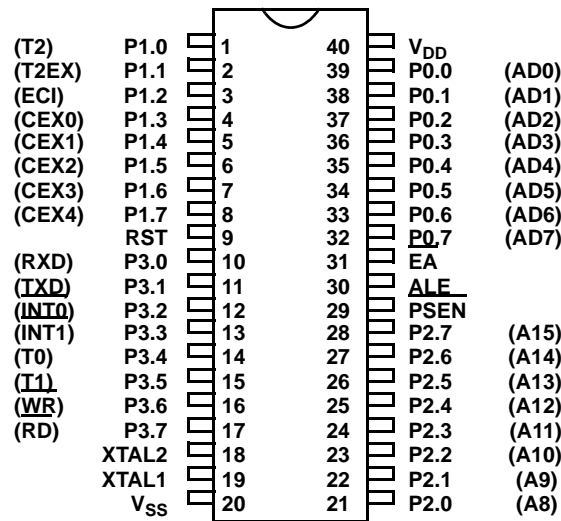 (T2) P1.0 1 40 VDD
(T2EX) P1.1 2 39 P0.0 (AD0)
(ECI) P1.2 3 38 P0.1 (AD1)
(CEX0) P1.3 4 37 P0.2 (AD2)
(CEX1) P1.4 5 36 P0.3 (AD3)
(CEX2) P1.5 6 35 P0.4 (AD4)
(CEX3) P1.6 7 34 P0.5 (AD5)
(CEX4) P1.7 8 33 P0.6 (AD6)
RST 9 32 P0.7 (AD7)
(RXD) P3.0 10 31 EA
(TXD) P3.1 11 30 ALE
(INT0) P3.2 12 29 PSEN
(INT1) P3.3 13 28 P2.7 (A15)
(T0) P3.4 14 27 P2.6 (A14)
(T1) P3.5 15 26 P2.5 (A13)
(WR) P3.6 16 25 P2.4 (A12)
(RD) P3.7 17 24 P2.3 (A11)
XTAL2 18 23 P2.2 (A10)
XTAL1 19 22 P2.1 (A9)
VSS 20 21 P2.0 (A8)